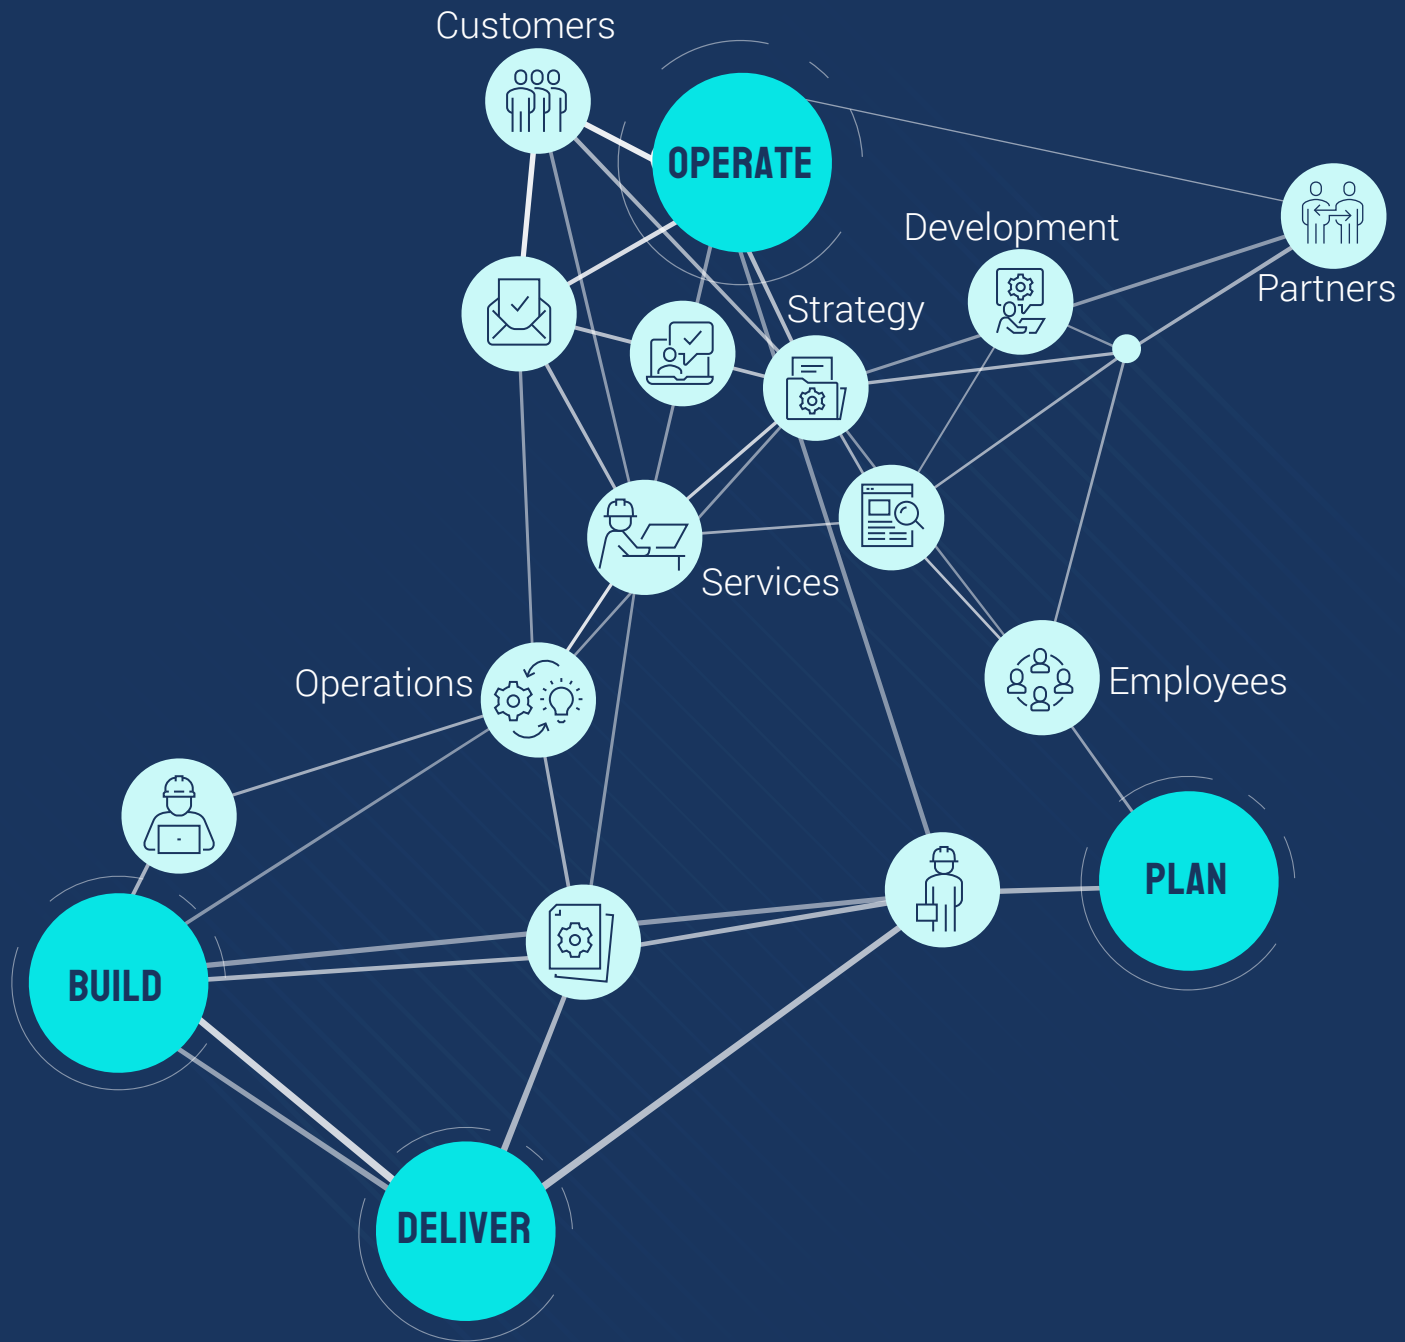 Customers
OPERATE
Development
Partners
Strategy
Services
Operations
Employees
PLAN
BUILD
DELIVER